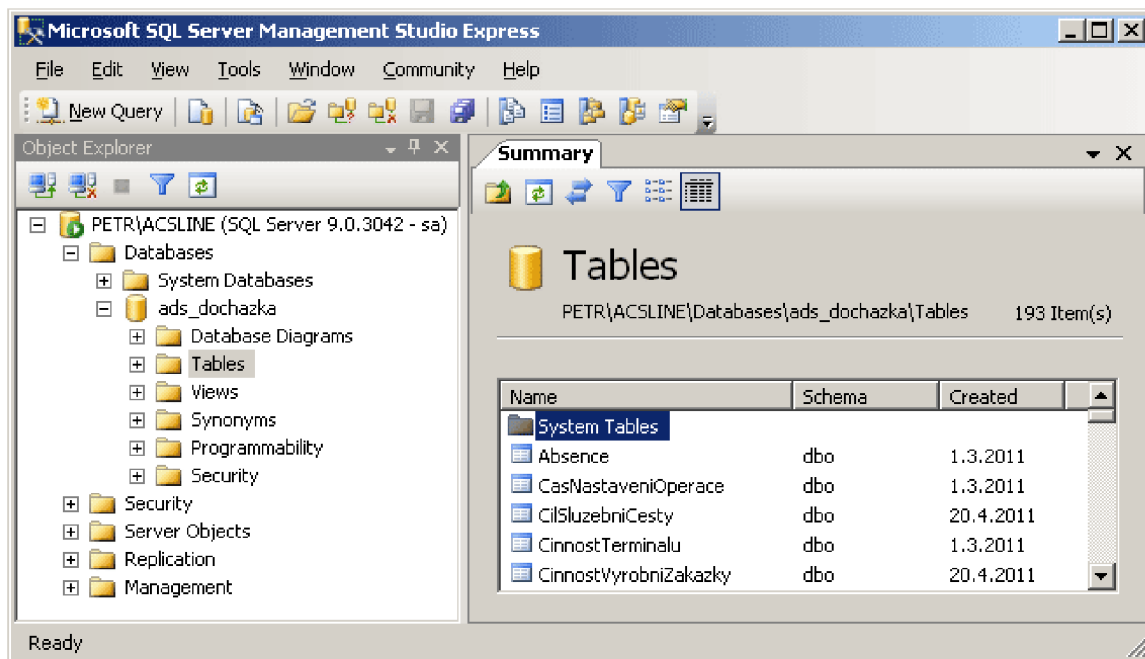 Microsoft SQL Server Management Studio Express
File Edit View Tools Window Community Help
New Query
Object Explorer
PETR\ACSLINE (SQL Server 9.0.3042 - sa)
Databases
System Databases
ads_dochazka
Database Diagrams
Tables
Views
Synonyms
Programmability
Security
Security
Server Objects
Replication
Management
Summary
Tables
PETR\ACSLINE\Databases\ads_dochazka\Tables 193 Item(s)
Name Schema Created
System Tables
Absence dbo 1.3.2011
CasNastaveniOperace dbo 1.3.2011
CilSluzebniCesty dbo 20.4.2011
CinnostTerminalu dbo 1.3.2011
CinnostVyrobniZakazky dbo 20.4.2011
Ready